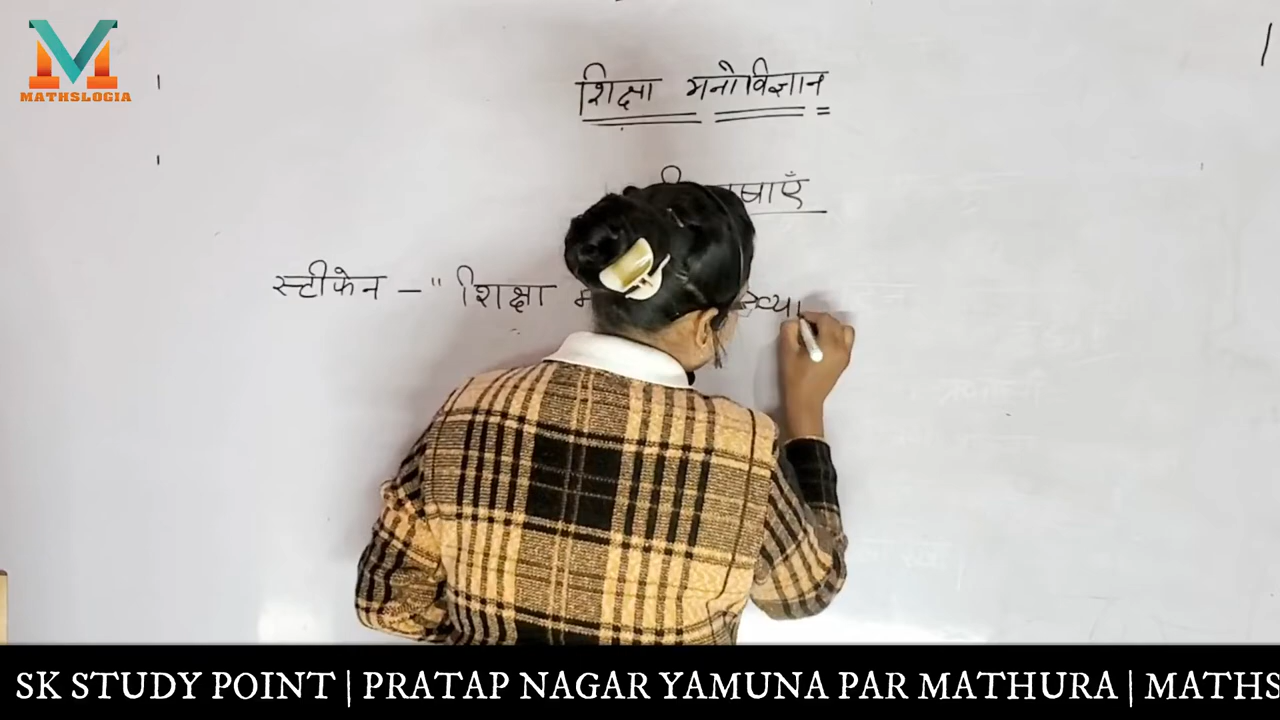 MATHSLOGIA
शिक्षा मनोविज्ञान
स्टीफेन - " शिक्षा
SK STUDY POINT | PRATAP NAGAR YAMUNA PAR MATHURA | MATHS